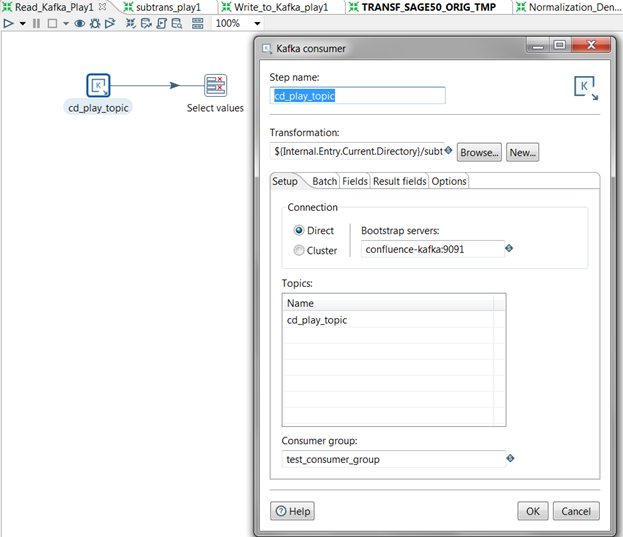 Read_Kafka_Play1
subtrans_play1
Write_to_Kafka_play1
TRANSF_SAGE50_ORIG_TMP
Normalization_Den...
100%
cd_play_topic
Select values
Kafka consumer
Step name:
cd_play_topic
K
Transformation:
${Internal.Entry.Current.Directory}/subt
Browse...
New...
Setup
Batch
Fields
Result fields
Options
Connection
Direct
Bootstrap servers:
Cluster
confluence-kafka:9091
Topics:
Name
cd_play_topic
Consumer group:
test_consumer_group
Help
OK
Cancel